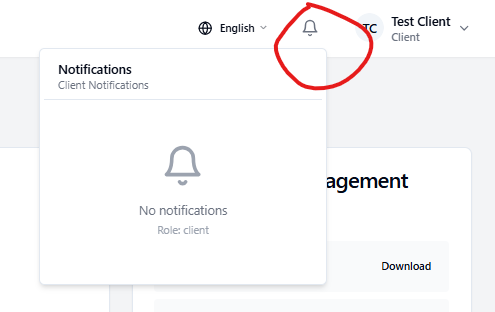 English
TC
Test Client
Client
Notifications
Client Notifications
No notifications
Role: client
agement
Download